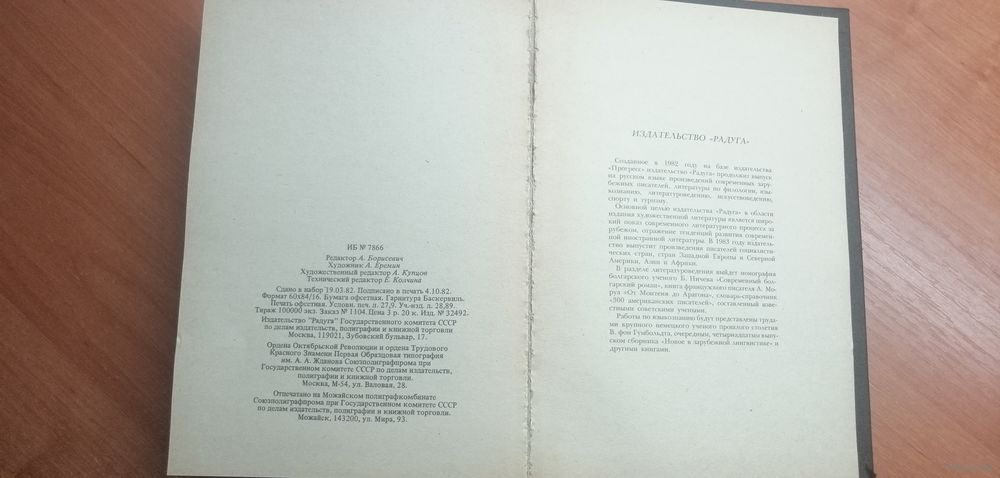 ИБ № 7866
Редактор А. Борисевич
Художник А. Еремин
Художественный редактор А. Купцов
Технический редактор Е. Колчина
Сдано в набор 19.03.82. Подписано в печать 4.10.82.
Формат 60х84/16. Бумага офсетная. Гарнитура Баскервиль.
Печать офсетная. Условн. печ. л. 27,9. Уч.-изд. л. 28,89.
Тираж 100000 экз. Заказ № 1104. Цена 3 р. 20 к. Изд. № 32492.
Издательство "Радуга" Государственного комитета СССР
по делам издательств, полиграфии и книжной торговли
Москва, 119021, Зубовский бульвар, 17.
Ордена Октябрьской Революции и ордена Трудового
Красного Знамени Первая Образцовая типография
им. А. А. Жданова Союзполиграфпрома при
Государственном комитете СССР по делам издательств,
полиграфии и книжной торговли.
Москва, М-54, ул. Валовая, 28.
Отпечатано на Можайском полиграфкомбинате
Союзполиграфпрома при Государственном комитете СССР
по делам издательств, полиграфии и книжной торговли.
Можайск, 143200, ул. Мира, 93.
ИЗДАТЕЛЬСТВО «РАДУГА»
Созданное в 1982 году на базе издательства
«Прогресс» издательство «Радуга» продолжит выпуск
на русском языке произведений современных зару-
бежных писателей, литературы по филологии, язы-
кознанию, литературоведению, искусствоведению,
спорту и туризму.
Основной целью издательства «Радуга» в области
издания художественной литературы является широ-
кий показ современного литературного процесса за
рубежом, отражение тенденций развития современ-
ной иностранной литературы. В 1983 году издатель-
ство выпустит произведения писателей социалисти-
ческих стран, стран Западной Европы и Северной
Америки, Азии и Африки.
В разделе литературоведения выйдет монография
болгарского ученого Б. Ничева «Современный бол-
гарский роман», книга французского писателя А. Мо-
руа «От Монтеня до Арагона», словарь-справочник
«300 американских писателей», составленный извест-
ными советскими учеными.
Работы по языкознанию будут представлены труда-
ми крупного немецкого ученого прошлого столетия
В. фон Гумбольдта, очередным, четырнадцатым выпу-
ском сборника «Новое в зарубежной лингвистике» и
другими книгами.